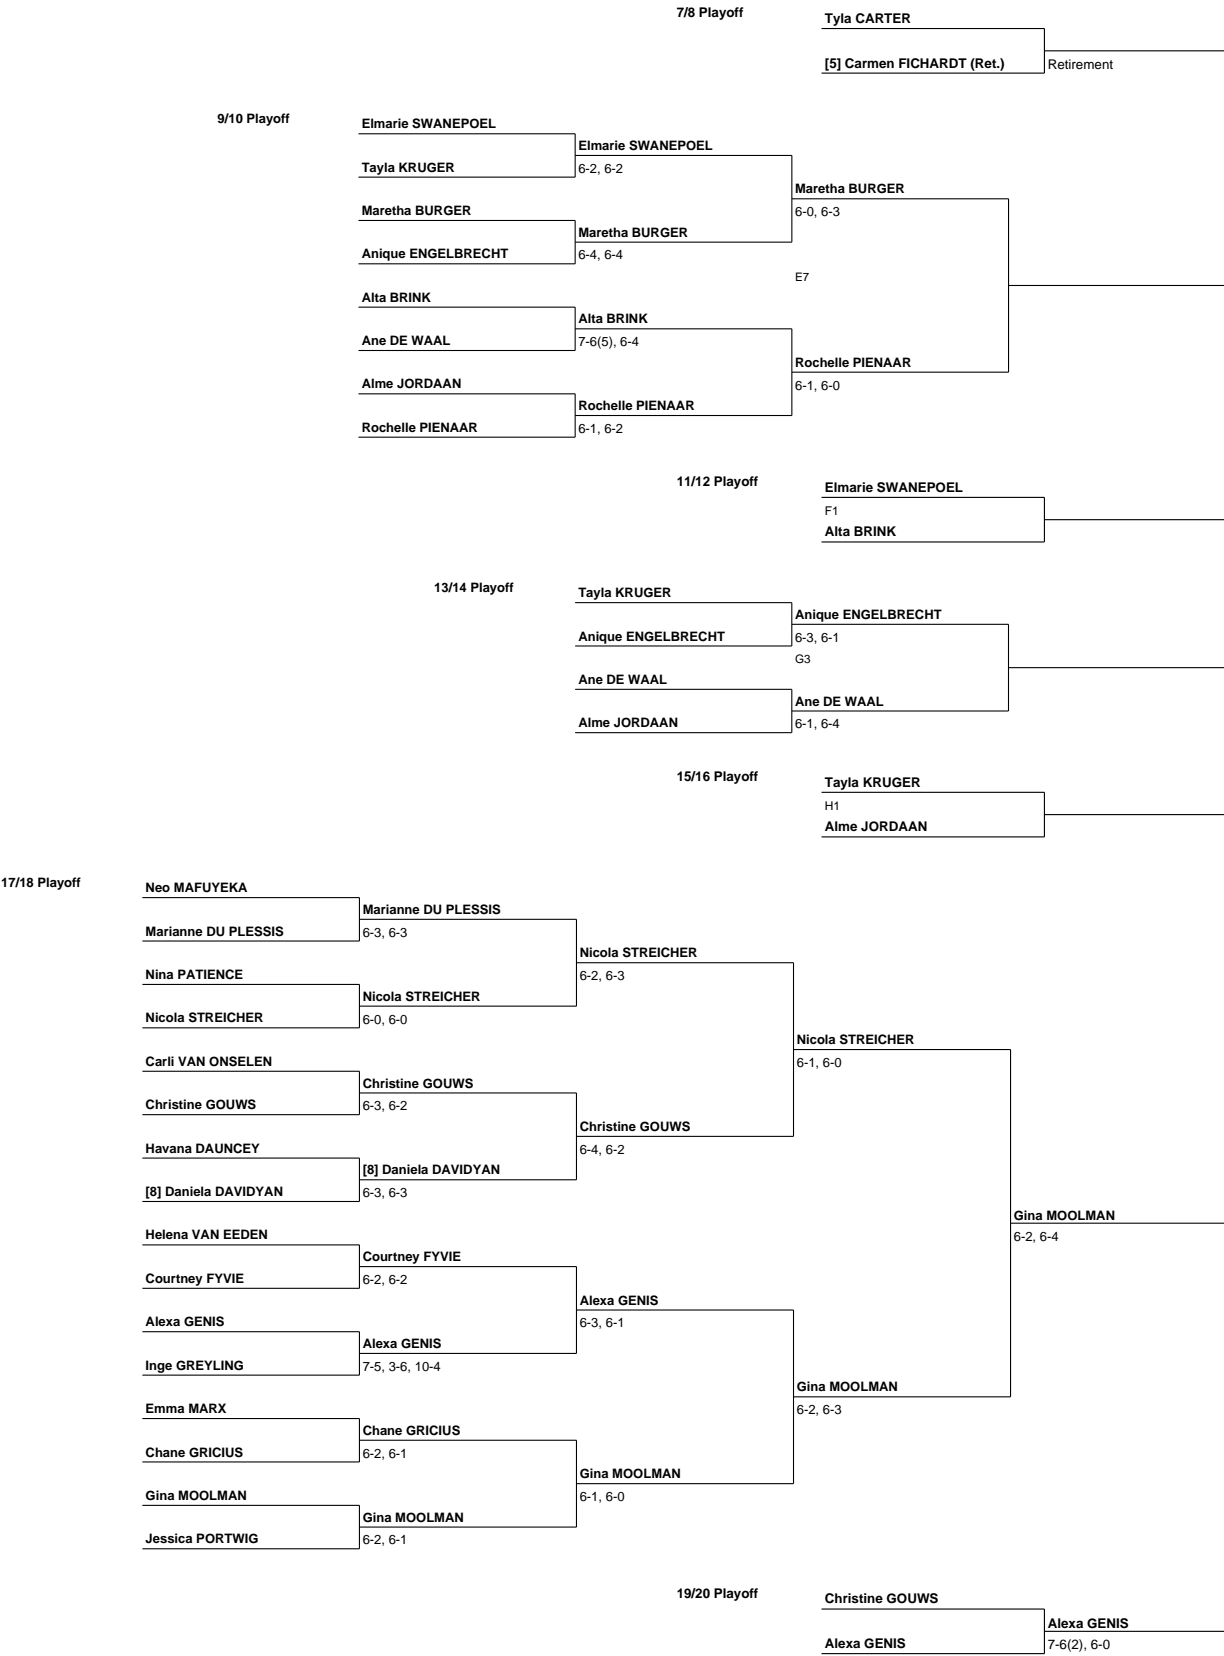 7/8 Playoff
Tyla CARTER
[5] Carmen FICHARDT (Ret.)
Retirement
9/10 Playoff
Elmarie SWANEPOEL
Elmarie SWANEPOEL
Tayla KRUGER
6-2, 6-2
Maretha BURGER
Maretha BURGER
6-0, 6-3
Maretha BURGER
Anique ENGELBRECHT
6-4, 6-4
E7
Alta BRINK
Alta BRINK
Ane DE WAAL
7-6(5), 6-4
Rochelle PIENAAR
Alme JORDAAN
6-1, 6-0
Rochelle PIENAAR
Rochelle PIENAAR
6-1, 6-2
11/12 Playoff
Elmarie SWANEPOEL
F1
Alta BRINK
13/14 Playoff
Tayla KRUGER
Anique ENGELBRECHT
Anique ENGELBRECHT
6-3, 6-1
G3
Ane DE WAAL
Ane DE WAAL
Alme JORDAAN
6-1, 6-4
15/16 Playoff
Tayla KRUGER
H1
Alme JORDAAN
17/18 Playoff
Neo MAFUYEKA
Marianne DU PLESSIS
Marianne DU PLESSIS
6-3, 6-3
Nicola STREICHER
Nina PATIENCE
6-2, 6-3
Nicola STREICHER
Nicola STREICHER
6-0, 6-0
Nicola STREICHER
Carli VAN ONSELEN
6-1, 6-0
Christine GOUWS
Christine GOUWS
6-3, 6-2
Christine GOUWS
Havana DAUNCEY
6-4, 6-2
[8] Daniela DAVIDYAN
[8] Daniela DAVIDYAN
6-3, 6-3
Gina MOOLMAN
Helena VAN EEDEN
6-2, 6-4
Courtney FYVIE
Courtney FYVIE
6-2, 6-2
Alexa GENIS
Alexa GENIS
6-3, 6-1
Alexa GENIS
Inge GREYLING
7-5, 3-6, 10-4
Gina MOOLMAN
Emma MARX
6-2, 6-3
Chane GRICIUS
Chane GRICIUS
6-2, 6-1
Gina MOOLMAN
Gina MOOLMAN
6-1, 6-0
Gina MOOLMAN
Jessica PORTWIG
6-2, 6-1
19/20 Playoff
Christine GOUWS
Alexa GENIS
Alexa GENIS
7-6(2), 6-0